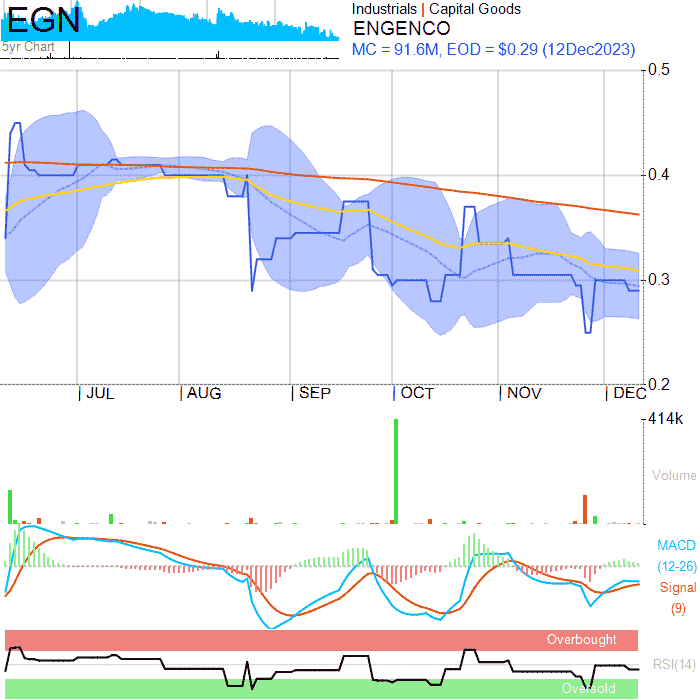 EGN
5yr Chart
Industrials | Capital Goods
ENGENCO
MC = 91.6M, EOD = $0.29 (12Dec2023)
0.5
0.4
0.3
0.2
JUL AUG SEP OCT NOV DEC
414k
Volume
MACD
(12-26)
Signal
(9)
Overbought
RSI(14)
Oversold